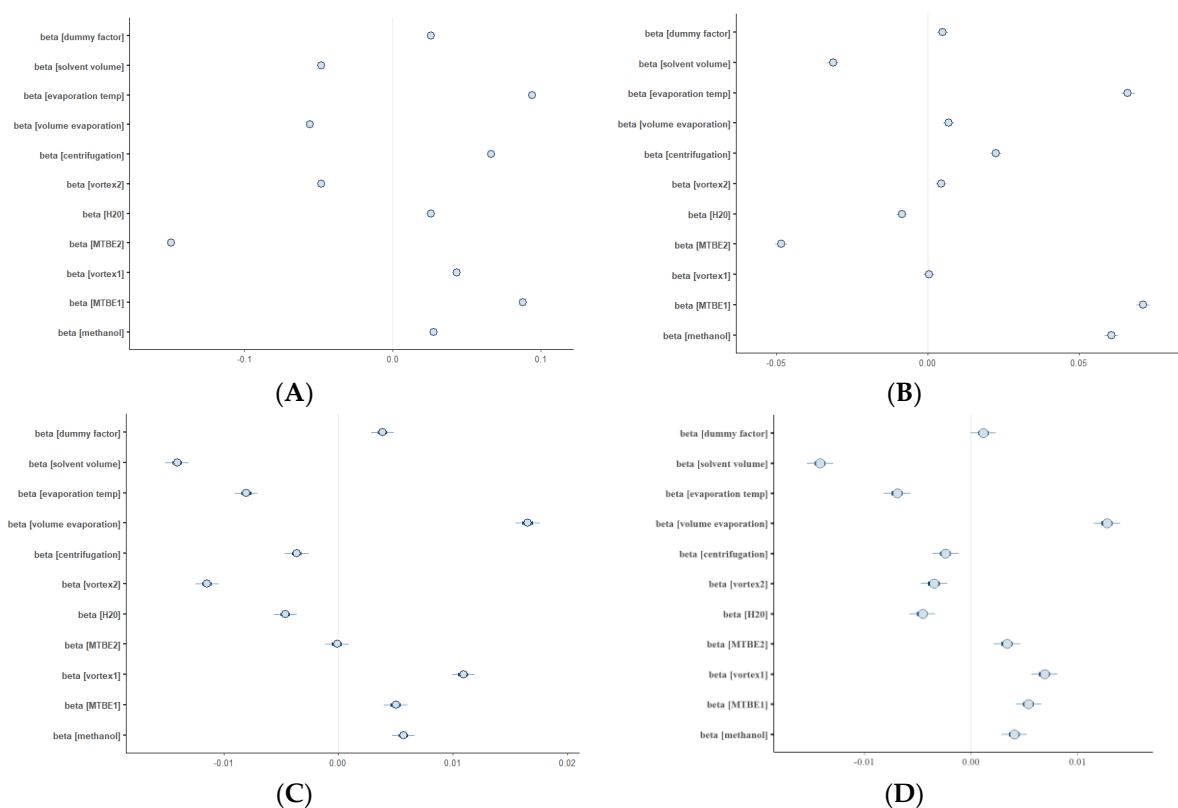 beta [dummy factor]
beta [solvent volume]
beta [evaporation temp]
beta [volume evaporation]
beta [centrifugation]
beta [vortex2]
beta [H20]
beta [MTBE2]
beta [vortex1]
beta [MTBE1]
beta [methanol]
-0.1 0.0 0.1
(A)
beta [dummy factor]
beta [solvent volume]
beta [evaporation temp]
beta [volume evaporation]
beta [centrifugation]
beta [vortex2]
beta [H20]
beta [MTBE2]
beta [vortex1]
beta [MTBE1]
beta [methanol]
-0.05 0.00 0.05
(B)
beta [dummy factor]
beta [solvent volume]
beta [evaporation temp]
beta [volume evaporation]
beta [centrifugation]
beta [vortex2]
beta [H20]
beta [MTBE2]
beta [vortex1]
beta [MTBE1]
beta [methanol]
-0.01 0.00 0.01 0.02
(C)
beta [dummy factor]
beta [solvent volume]
beta [evaporation temp]
beta [volume evaporation]
beta [centrifugation]
beta [vortex2]
beta [H20]
beta [MTBE2]
beta [vortex1]
beta [MTBE1]
beta [methanol]
-0.01 0.00 0.01
(D)